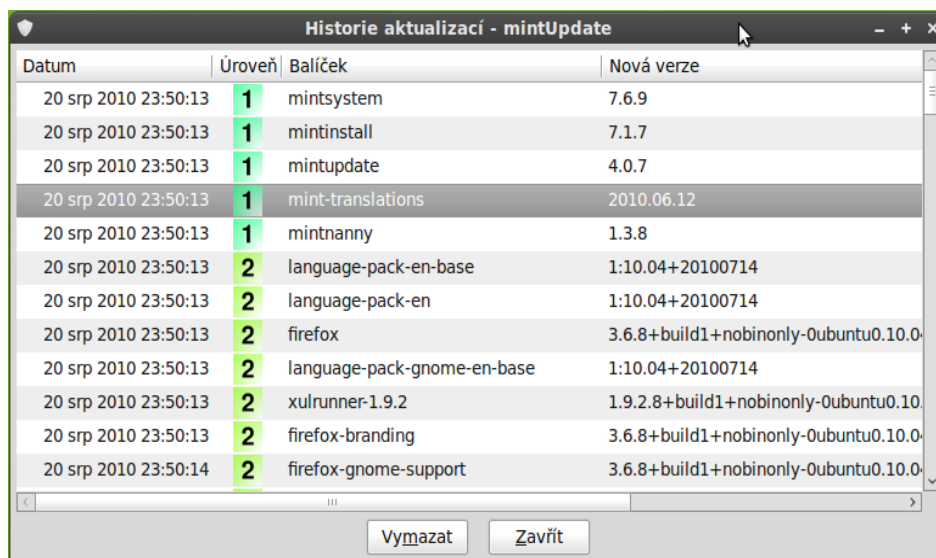 Historie aktualizací - mintUpdate
Datum Úroveň Balíček Nová verze
20 srp 2010 23:50:13 1 mintsystem 7.6.9
20 srp 2010 23:50:13 1 mintinstall 7.1.7
20 srp 2010 23:50:13 1 mintupdate 4.0.7
20 srp 2010 23:50:13 1 mint-translations 2010.06.12
20 srp 2010 23:50:13 1 mintnanny 1.3.8
20 srp 2010 23:50:13 2 language-pack-en-base 1:10.04+20100714
20 srp 2010 23:50:13 2 language-pack-en 1:10.04+20100714
20 srp 2010 23:50:13 2 firefox 3.6.8+build1+nobinonly-0ubuntu0.10.0
20 srp 2010 23:50:13 2 language-pack-gnome-en-base 1:10.04+20100714
20 srp 2010 23:50:13 2 xulrunner-1.9.2 1.9.2.8+build1+nobinonly-0ubuntu0.10.
20 srp 2010 23:50:13 2 firefox-branding 3.6.8+build1+nobinonly-0ubuntu0.10.0
20 srp 2010 23:50:14 2 firefox-gnome-support 3.6.8+build1+nobinonly-0ubuntu0.10.0
Vymazat Zavřít